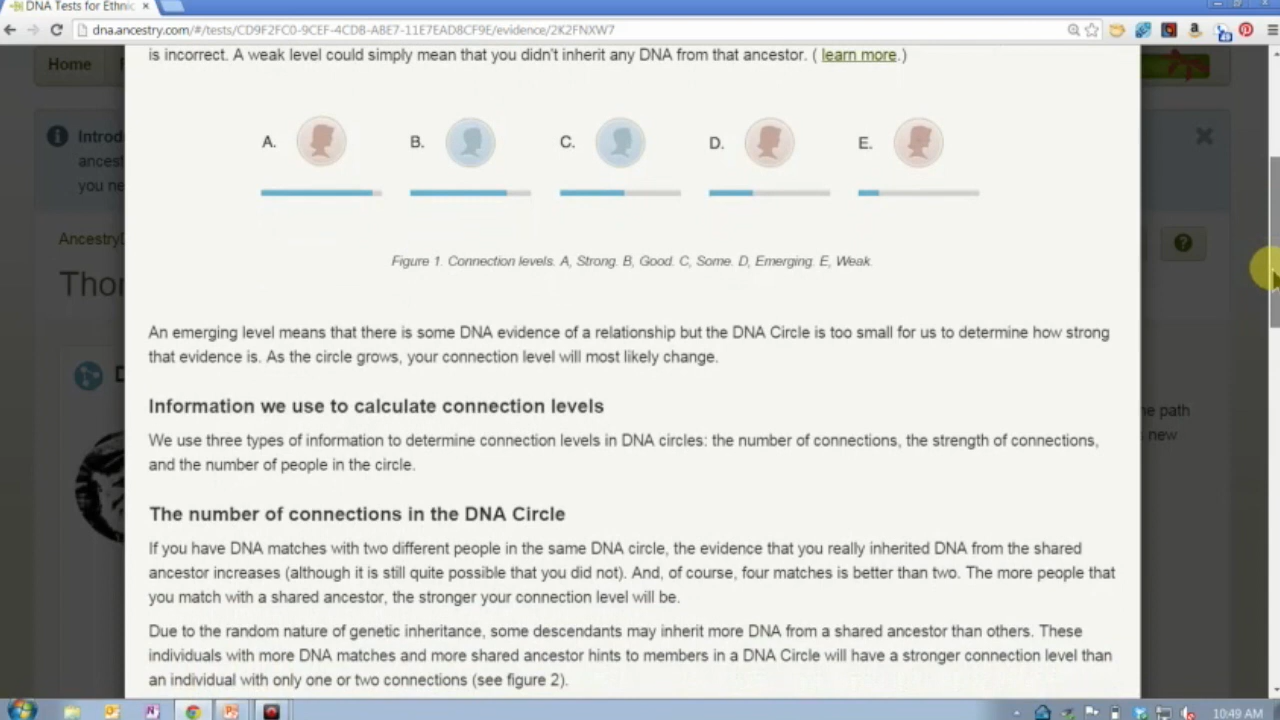 DNA Tests for Ethnic
dna.ancestry.com/#/tests/CD9F2FC0-9CEF-4CDB-ABE7-11E7EAD8CF9E/evidence/2K2FNXW7
is incorrect. A weak level could simply mean that you didn't inherit any DNA from that ancestor. ( learn more.)
Home
Introd
ancest
you ne
A. B. C. D. E.
AncestryD
Thor
Figure 1. Connection levels. A, Strong. B, Good. C, Some. D, Emerging. E, Weak.
An emerging level means that there is some DNA evidence of a relationship but the DNA Circle is too small for us to determine how strong
that evidence is. As the circle grows, your connection level will most likely change.
D
Information we use to calculate connection levels
e path
new
We use three types of information to determine connection levels in DNA circles: the number of connections, the strength of connections,
and the number of people in the circle.
The number of connections in the DNA Circle
If you have DNA matches with two different people in the same DNA circle, the evidence that you really inherited DNA from the shared
ancestor increases (although it is still quite possible that you did not). And, of course, four matches is better than two. The more people that
you match with a shared ancestor, the stronger your connection level will be.
Due to the random nature of genetic inheritance, some descendants may inherit more DNA from a shared ancestor than others. These
individuals with more DNA matches and more shared ancestor hints to members in a DNA Circle will have a stronger connection level than
an individual with only one or two connections (see figure 2).
10:49 AM